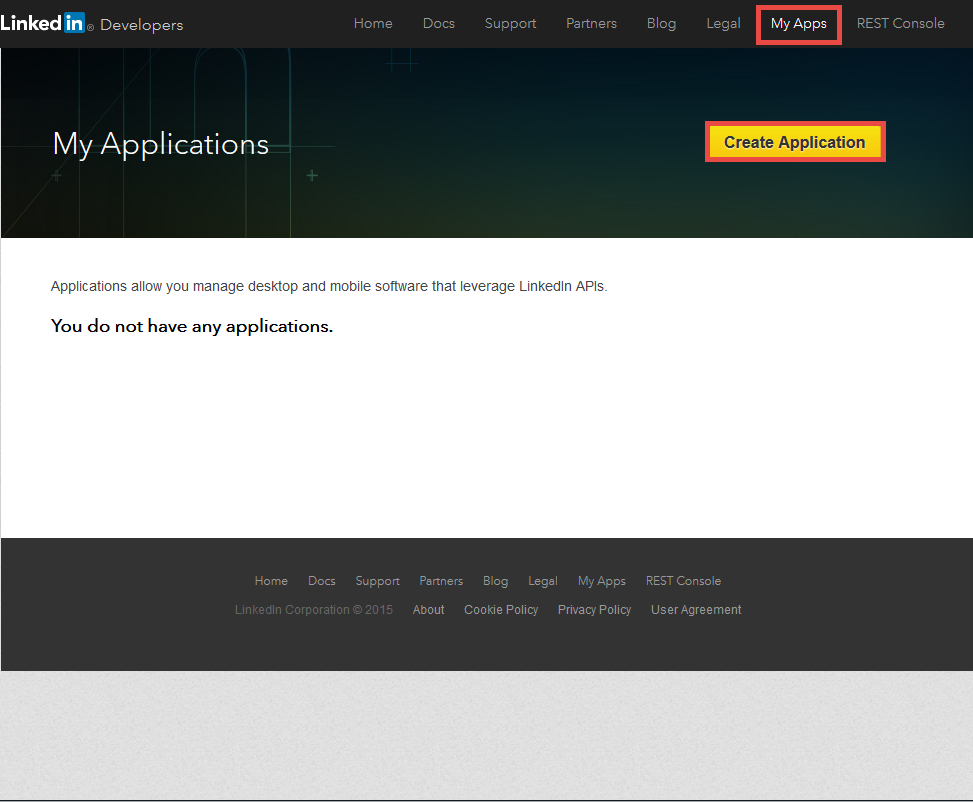 Linked in® Developers Home Docs Support Partners Blog Legal My Apps REST Console
My Applications
Create Application
Applications allow you manage desktop and mobile software that leverage LinkedIn APIs.
You do not have any applications.
Home Docs Support Partners Blog Legal My Apps REST Console
LinkedIn Corporation © 2015 About Cookie Policy Privacy Policy User Agreement